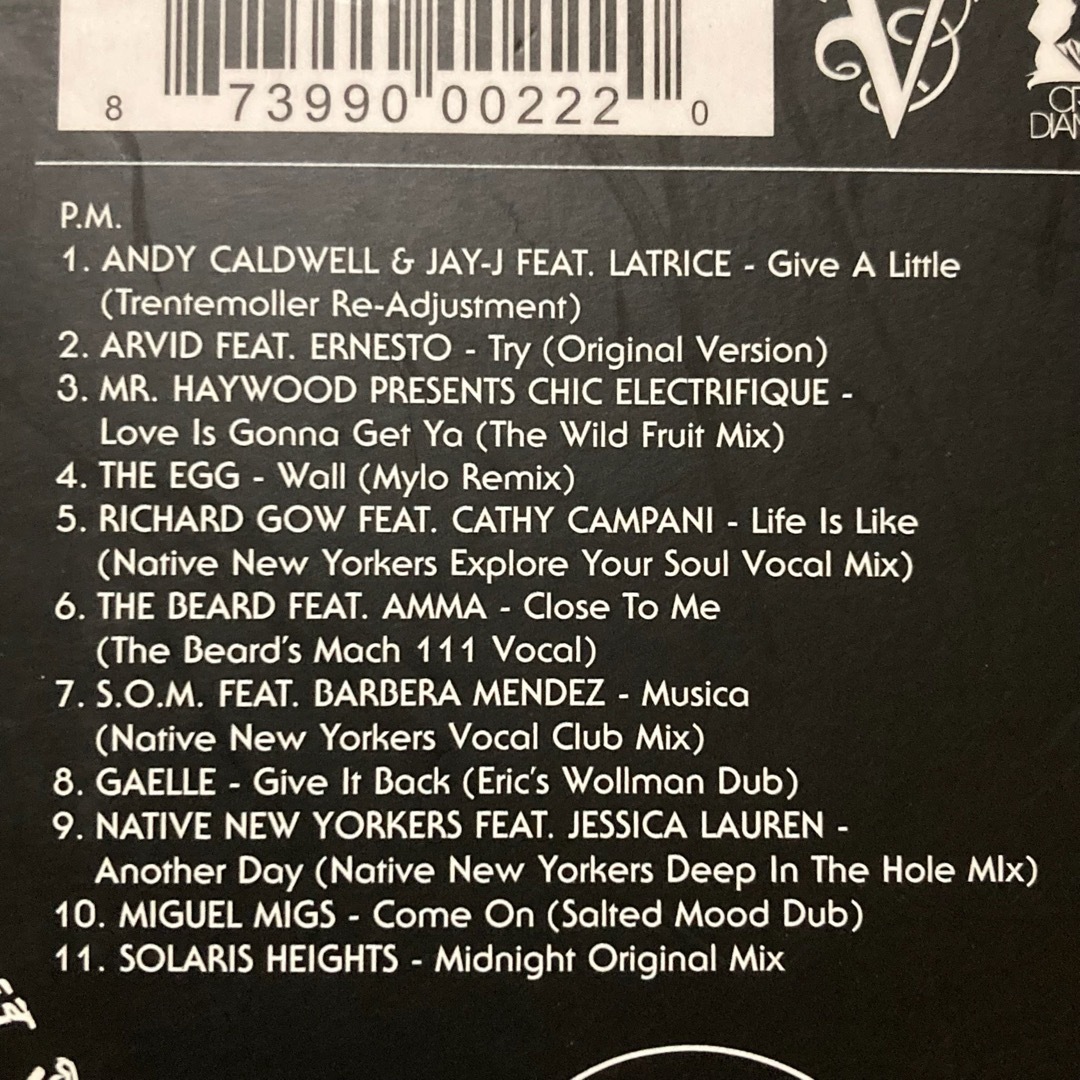 8 73990 00222 0
V
P.M.
1. ANDY CALDWELL & JAY-J FEAT. LATRICE - Give A Little
(Trentemoller Re-Adjustment)
2. ARVID FEAT. ERNESTO - Try (Original Version)
3. MR. HAYWOOD PRESENTS CHIC ELECTRIFIQUE -
Love Is Gonna Get Ya (The Wild Fruit Mix)
4. THE EGG - Wall (Mylo Remix)
5. RICHARD GOW FEAT. CATHY CAMPANI - Life Is Like
(Native New Yorkers Explore Your Soul Vocal Mix)
6. THE BEARD FEAT. AMMA - Close To Me
(The Beard's Mach 111 Vocal)
7. S.O.M. FEAT. BARBERA MENDEZ - Musica
(Native New Yorkers Vocal Club Mix)
8. GAELLE - Give It Back (Eric's Wollman Dub)
9. NATIVE NEW YORKERS FEAT. JESSICA LAUREN -
Another Day (Native New Yorkers Deep In The Hole MIx)
10. MIGUEL MIGS - Come On (Salted Mood Dub)
11. SOLARIS HEIGHTS - Midnight Original Mix